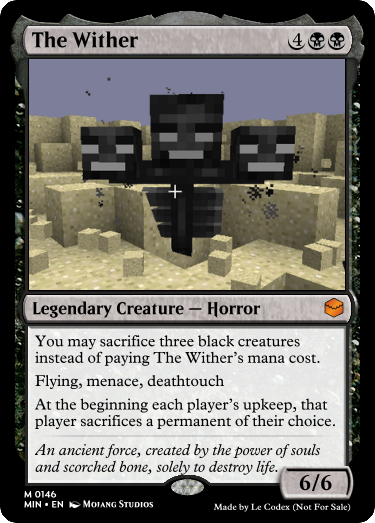 The Wither 4
Legendary Creature — Horror
You may sacrifice three black creatures
instead of paying The Wither's mana cost.
Flying, menace, deathtouch
At the beginning each player's upkeep, that
player sacrifices a permanent of their choice.
An ancient force, created by the power of souls
and scorched bone, solely to destroy life.
6/6
M 0146
MIN • EN Mojang Studios
Made by Le Codex (Not For Sale)